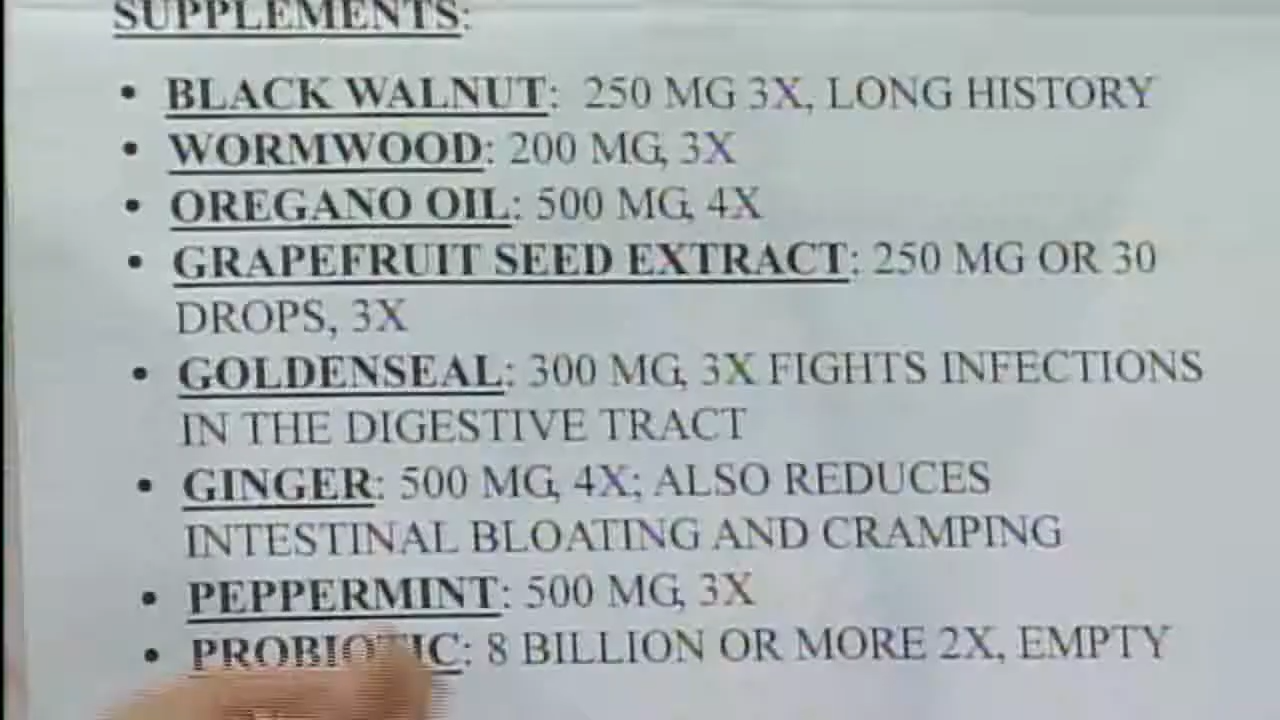 SUPPLEMENTS:
• BLACK WALNUT: 250 MG 3X, LONG HISTORY
• WORMWOOD: 200 MG, 3X
• OREGANO OIL: 500 MG, 4X
• GRAPEFRUIT SEED EXTRACT: 250 MG OR 30
DROPS, 3X
• GOLDENSEAL: 300 MG, 3X FIGHTS INFECTIONS
IN THE DIGESTIVE TRACT
• GINGER: 500 MG, 4X; ALSO REDUCES
INTESTINAL BLOATING AND CRAMPING
• PEPPERMINT: 500 MG, 3X
• PROBIOTIC: 8 BILLION OR MORE 2X, EMPTY